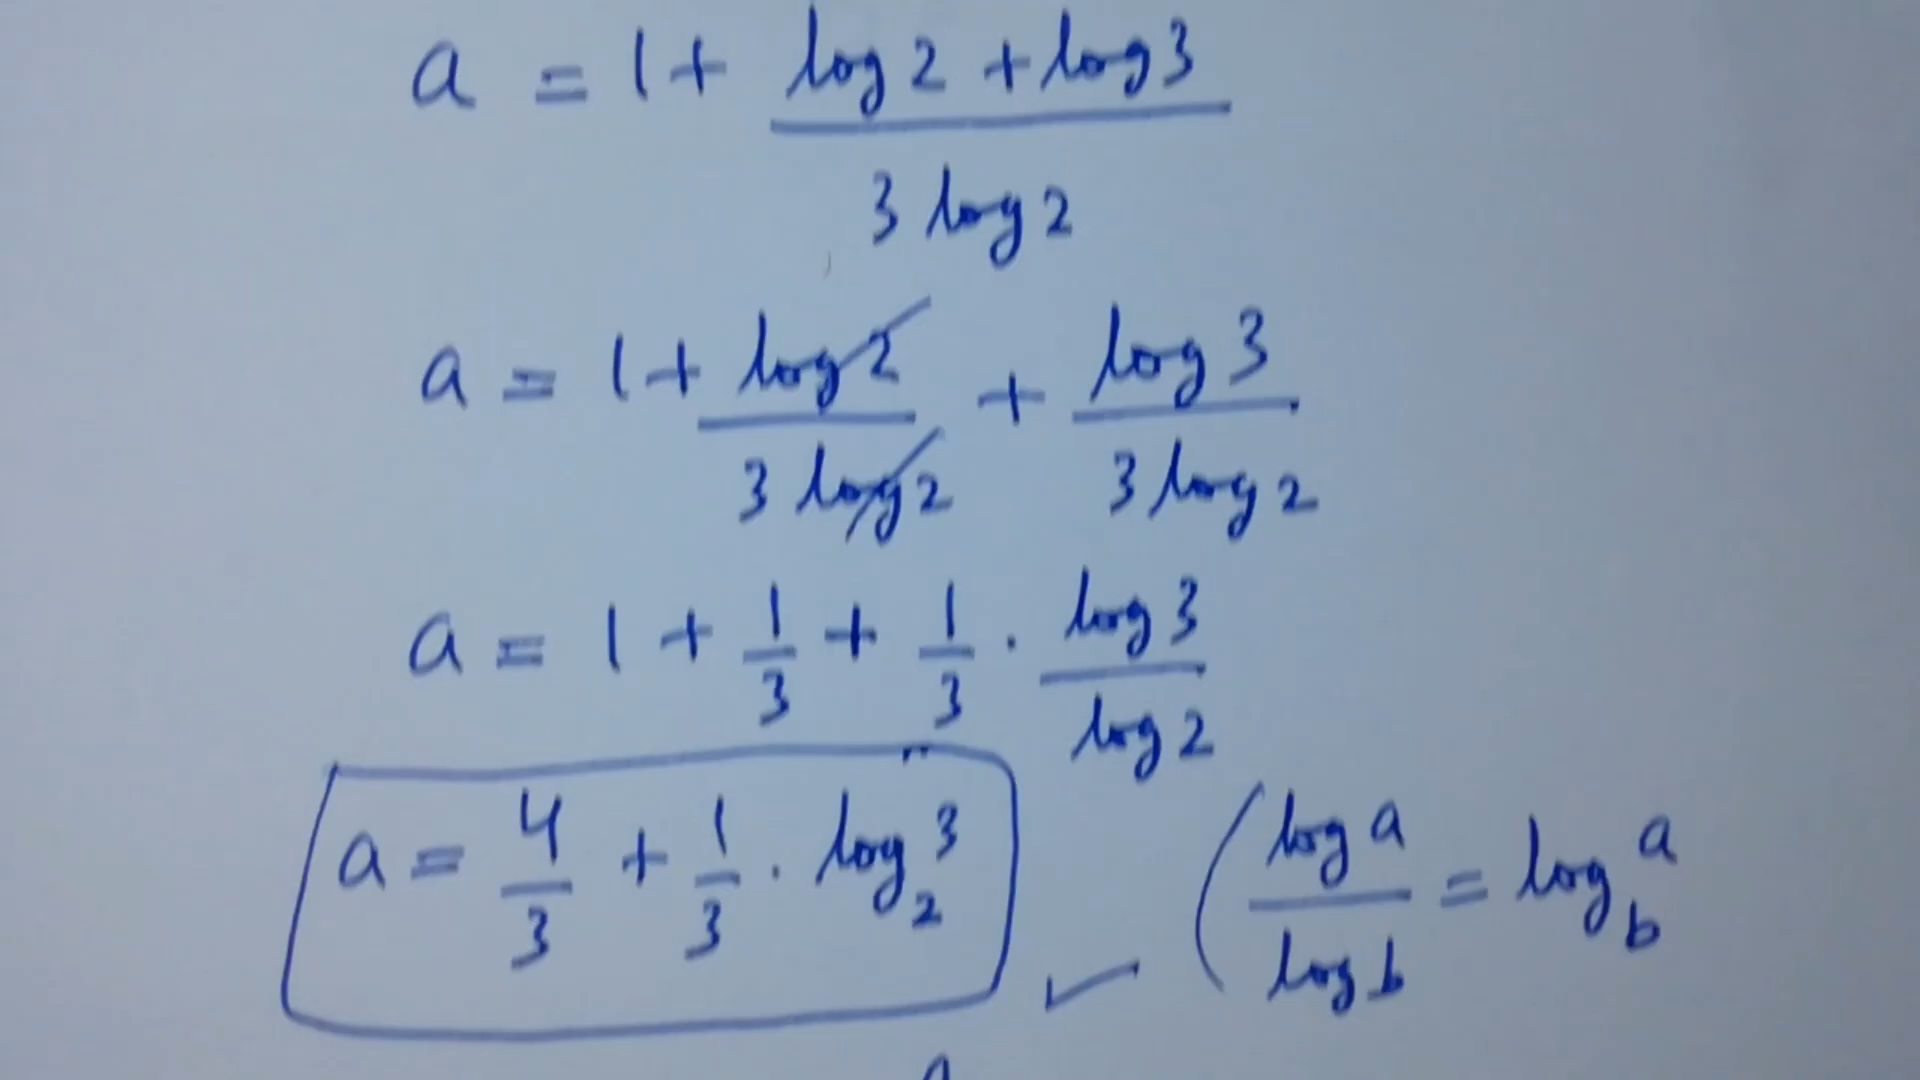 a = 1 + (log 2 + log 3) / (3 log 2)
a = 1 + log 2 / (3 log 2) + log 3 / (3 log 2)
a = 1 + 1/3 + 1/3 · log 3 / log 2
a = 4/3 + 1/3 · log₂ 3 ✓ ( log a / log b = log_b a